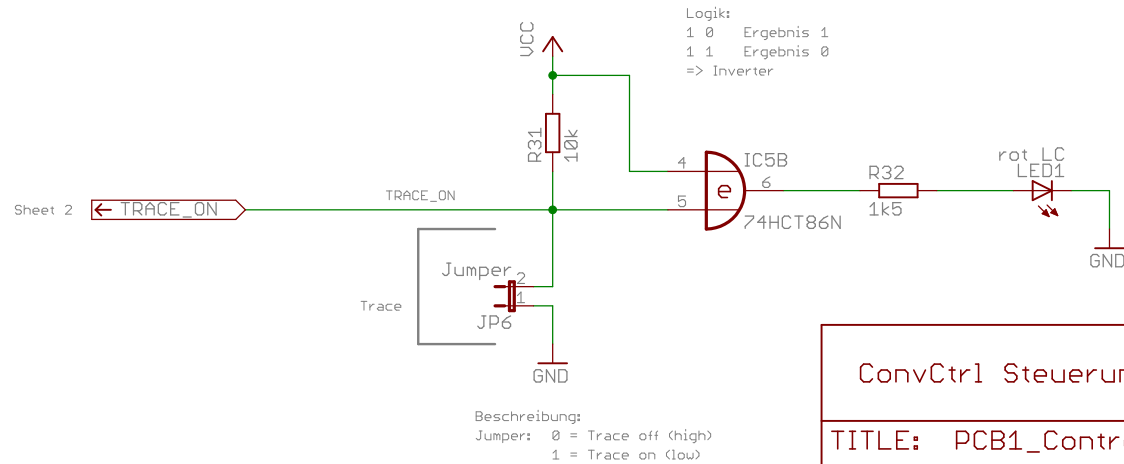 Logik:
1 0 Ergebnis 1
1 1 Ergebnis 0
=> Inverter
VCC
R31
10k
4
IC5B
e
6
5
74HCT86N
R32
1k5
rot LC
LED1
GND
Sheet 2
TRACE_ON
TRACE_ON
Jumper
2
1
JP6
Trace
GND
Beschreibung:
Jumper: 0 = Trace off (high)
1 = Trace on (low)
ConvCtrl Steuerun
TITLE: PCB1_Contr